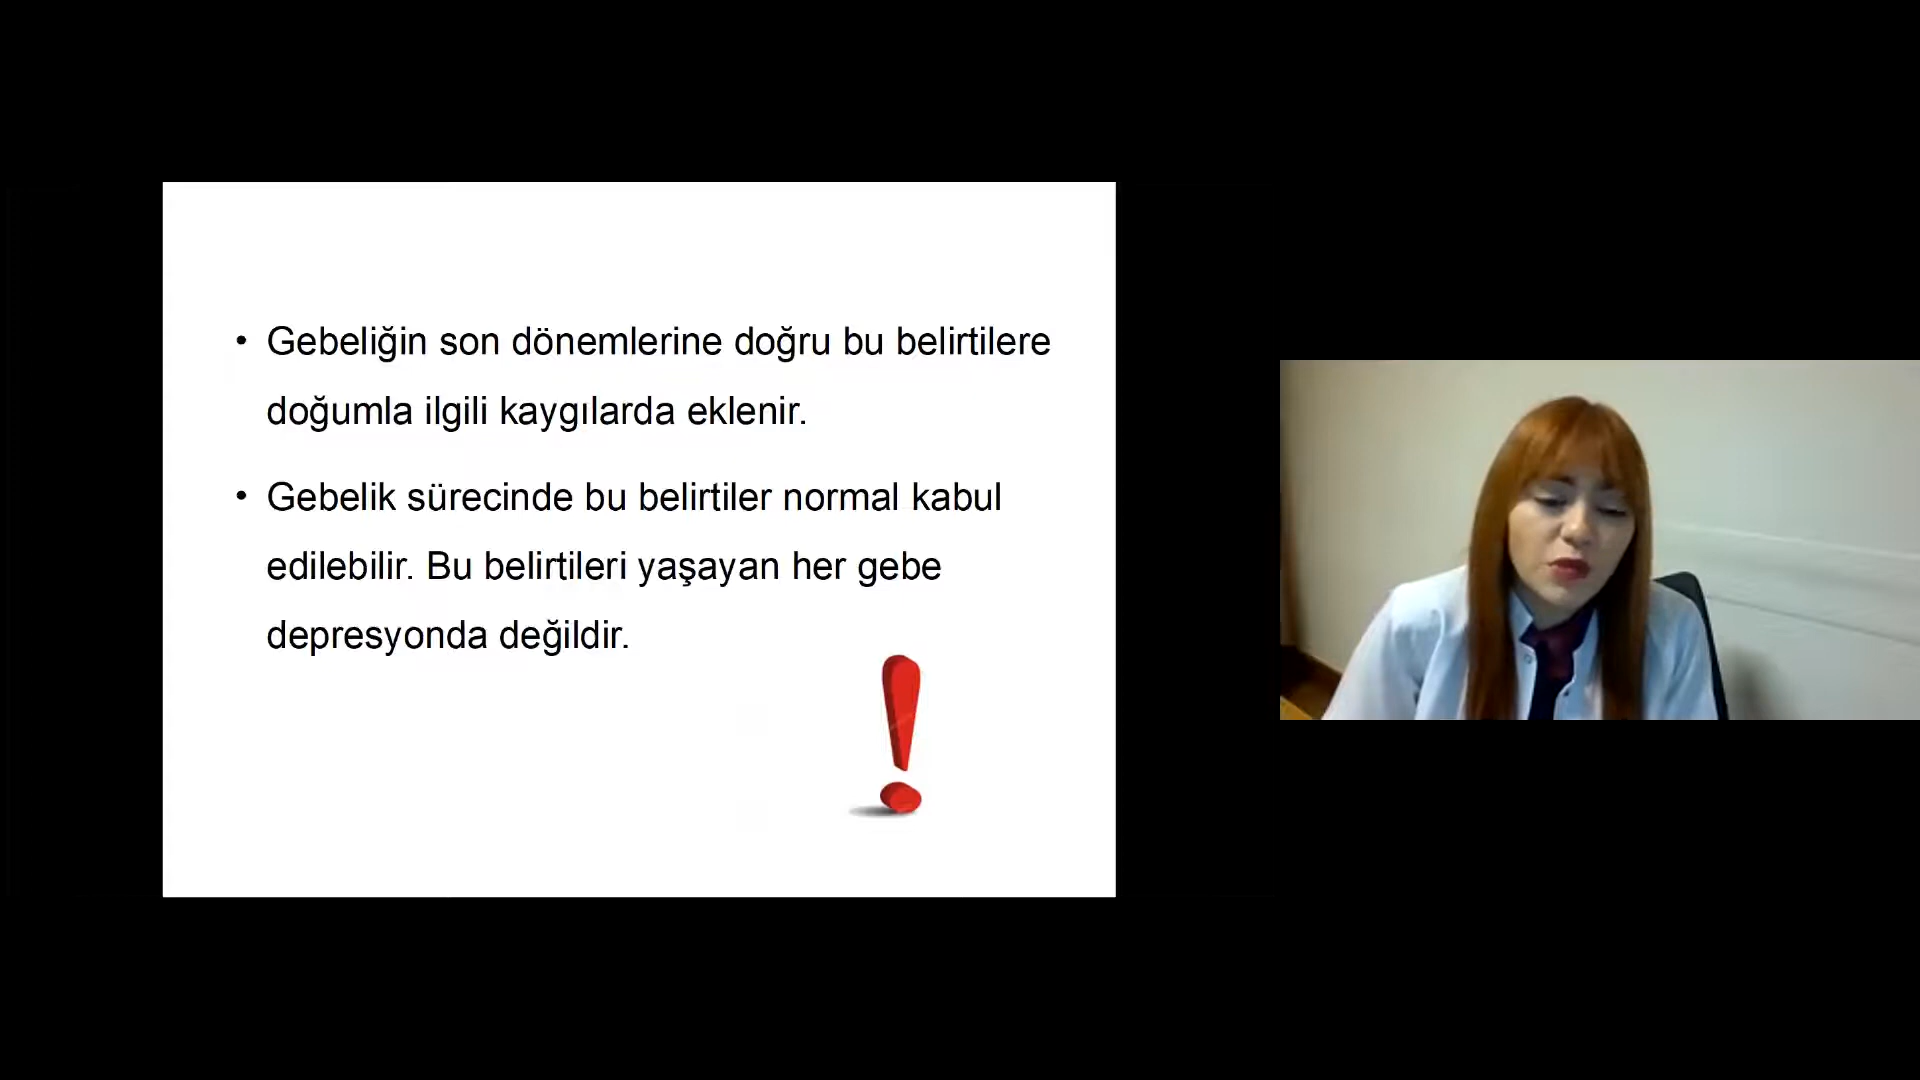 • Gebeliğin son dönemlerine doğru bu belirtilere
doğumla ilgili kaygılarda eklenir.
• Gebelik sürecinde bu belirtiler normal kabul
edilebilir. Bu belirtileri yaşayan her gebe
depresyonda değildir.